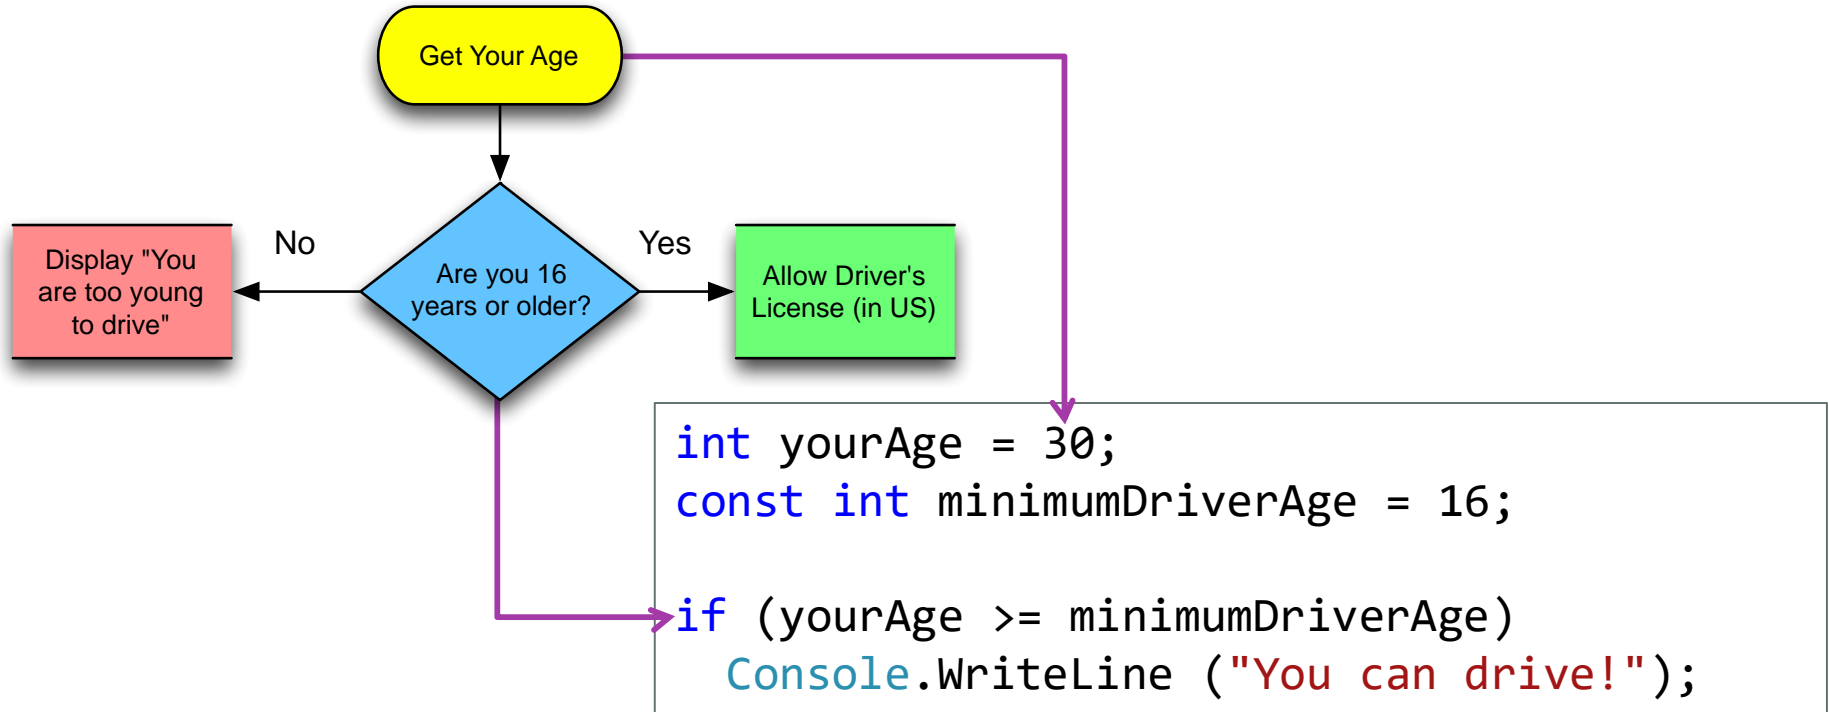 Get Your Age
No
Yes
Display "You
are too young
to drive"
Are you 16
years or older?
Allow Driver's
License (in US)
int yourAge = 30;
const int minimumDriverAge = 16;
if (yourAge >= minimumDriverAge)
Console.WriteLine ("You can drive!");